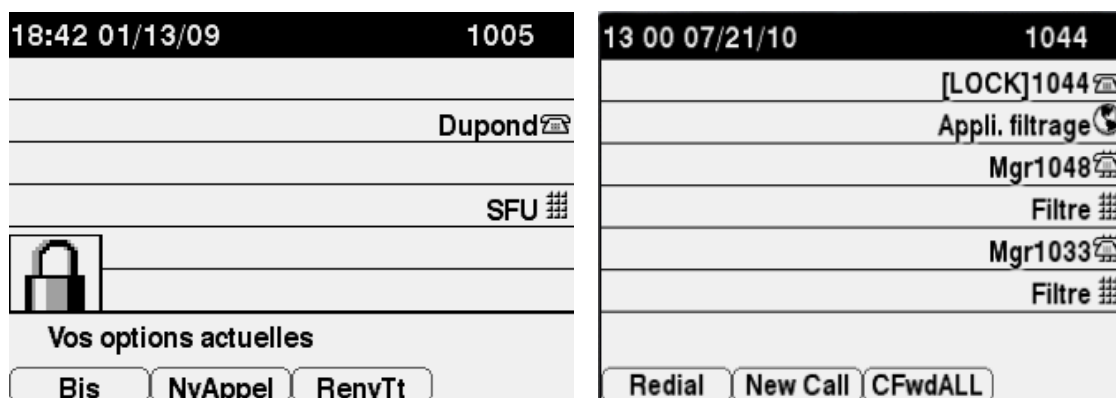 18:42 01/13/09 1005
Dupond
SFU
Vos options actuelles
Bis NvAppel RenvTt
13 00 07/21/10 1044
[LOCK]1044
Appli. filtrage
Mgr1048
Filtre
Mgr1033
Filtre
Redial New Call CFwdALL